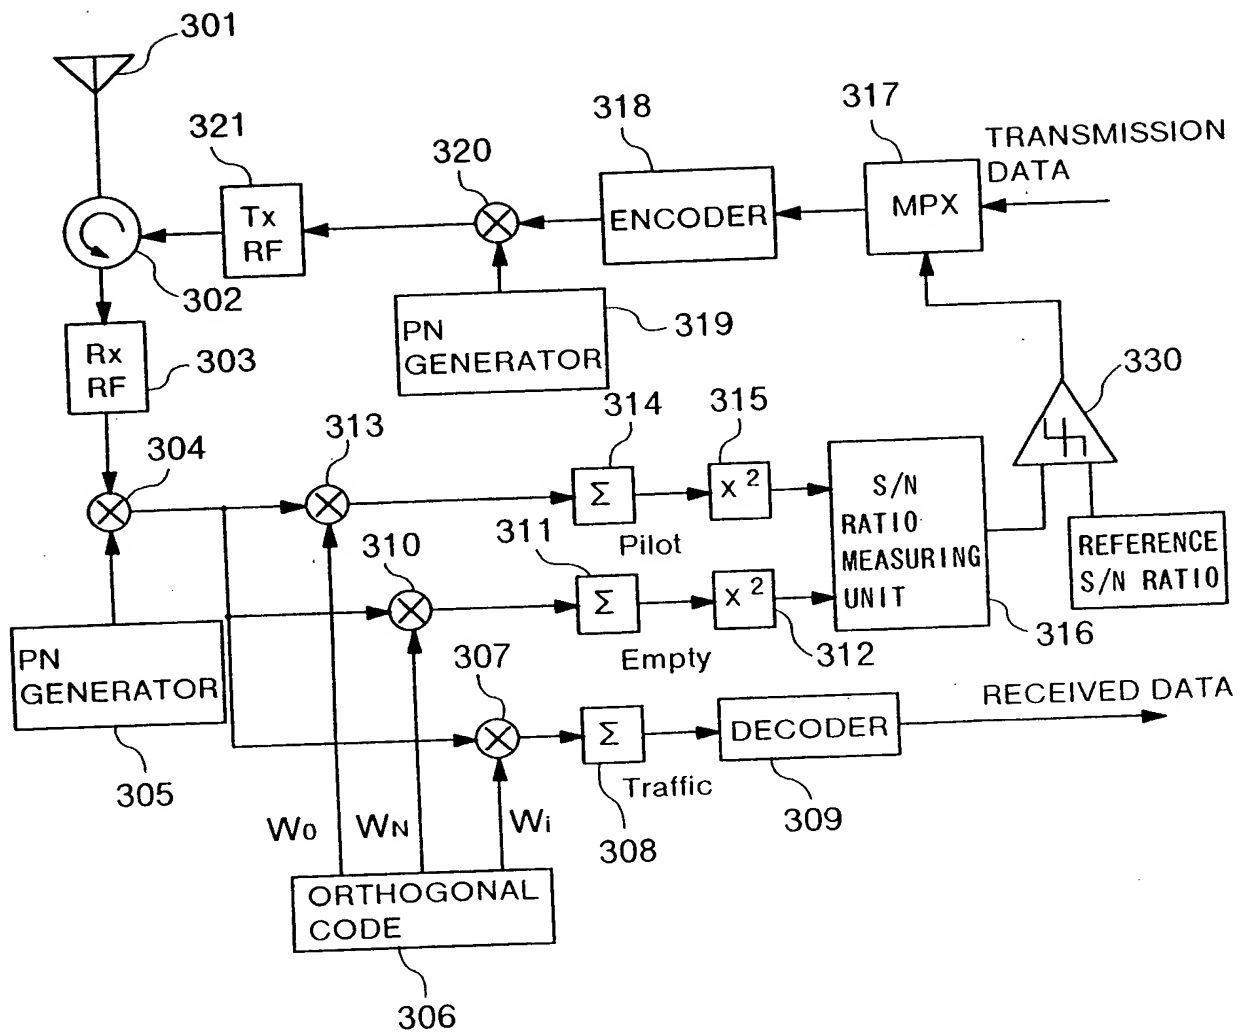 301
321
320
318
317
TRANSMISSION
DATA
Tx
RF
ENCODER
MPX
302
PN
GENERATOR
319
Rx
RF
303
330
304
313
314
315
Σ
X 2
Pilot
S/N
RATIO
MEASURING
UNIT
REFERENCE
S/N RATIO
310
311
Σ
X 2
Empty
312
316
PN
GENERATOR
305
307
Σ
DECODER
RECEIVED DATA
Traffic
308
309
W0
WN
Wi
ORTHOGONAL
CODE
306